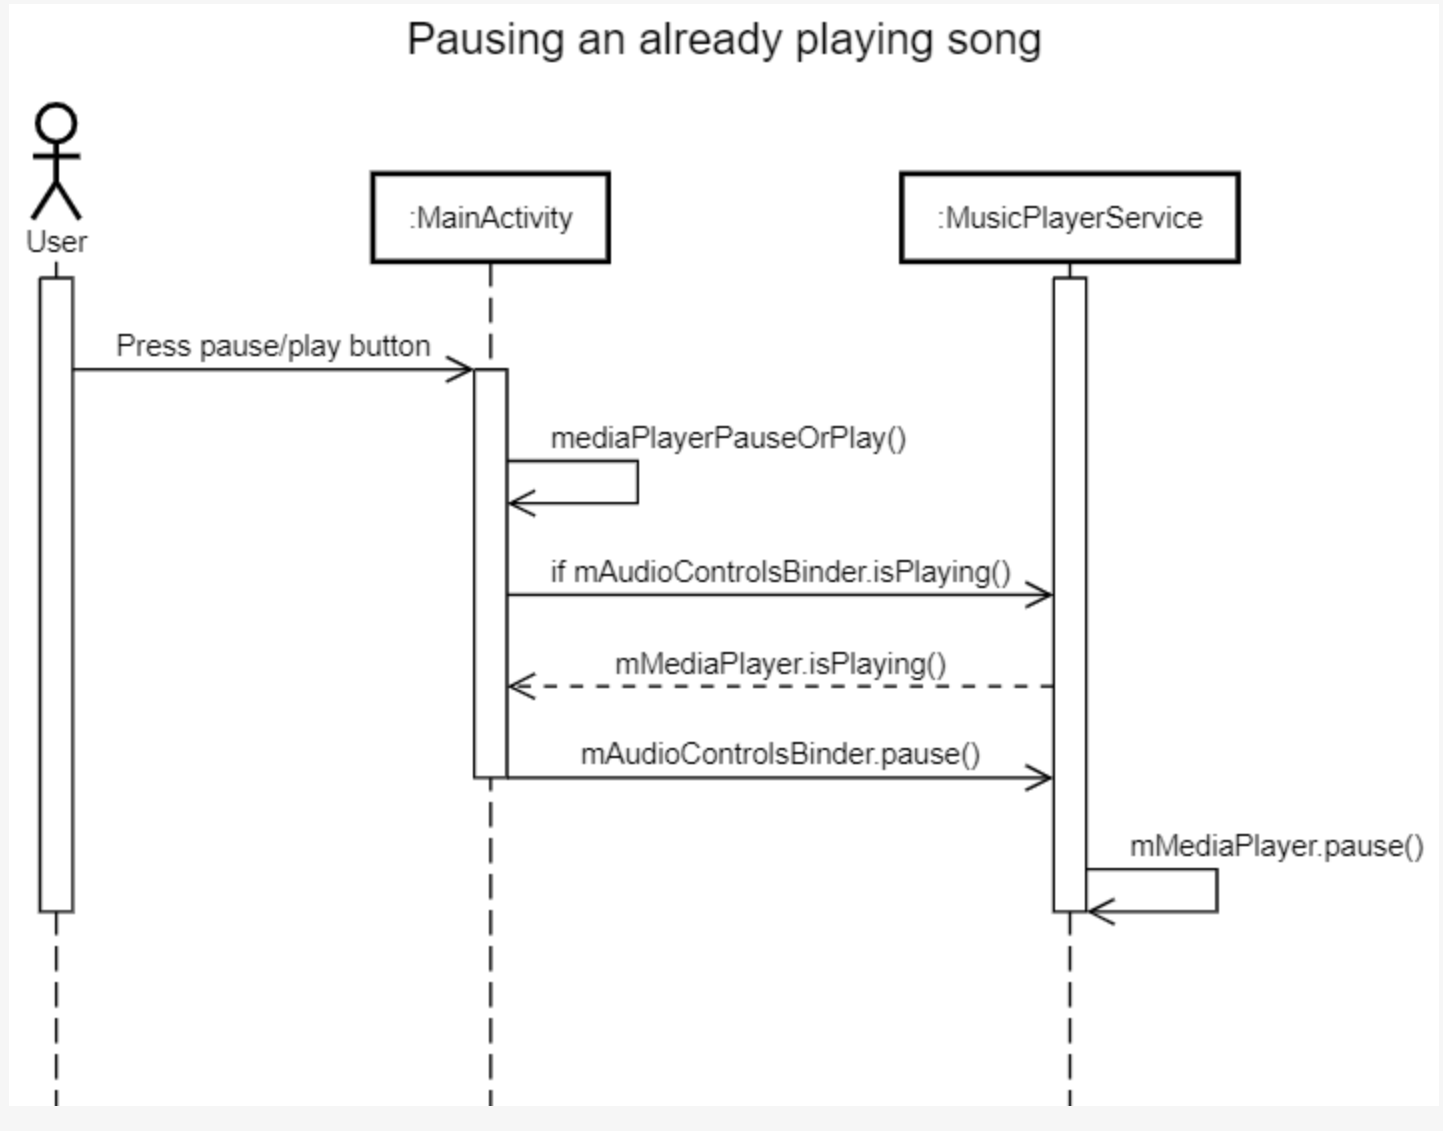 Pausing an already playing song
User
:MainActivity
:MusicPlayerService
Press pause/play button
mediaPlayerPauseOrPlay()
if mAudioControlsBinder.isPlaying()
mMediaPlayer.isPlaying()
mAudioControlsBinder.pause()
mMediaPlayer.pause()